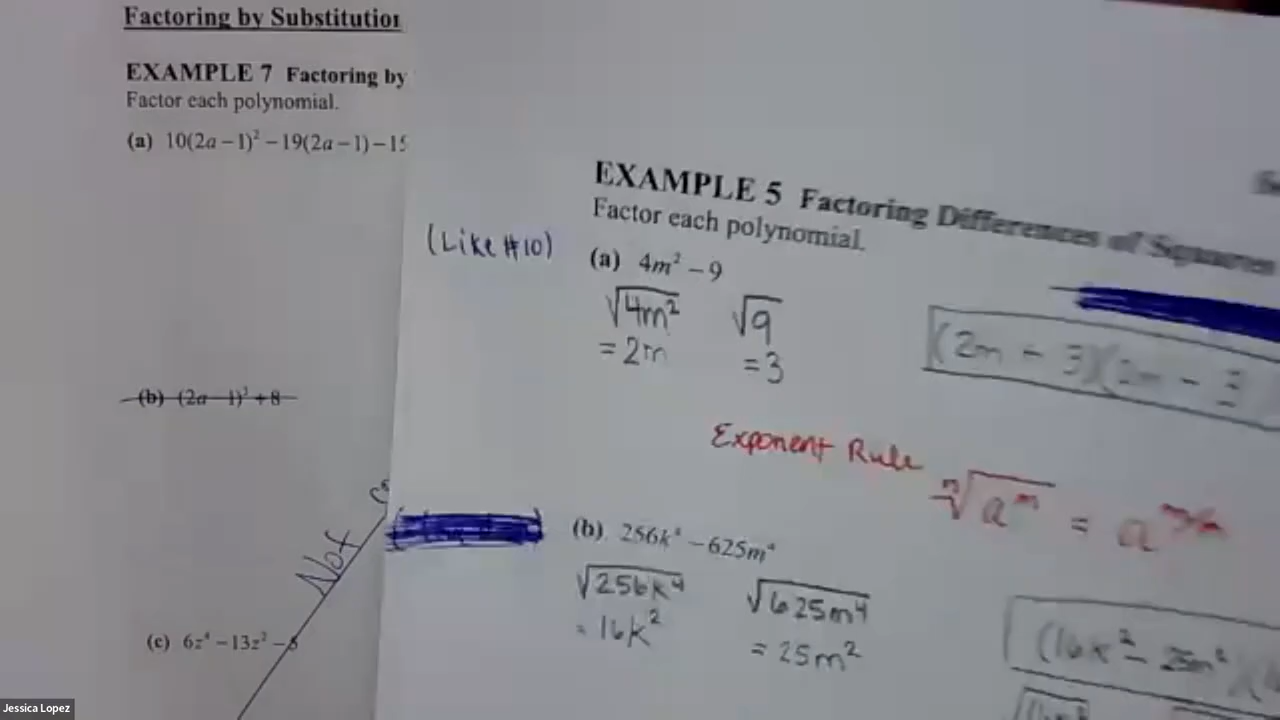 Factoring by Substitution
EXAMPLE 7 Factoring by
Factor each polynomial.
(a) 10(2a – 1)² – 19(2a – 1) – 15
(b) (2a – 1)³ + 8
Not
(c) 6z⁴ – 13z² – 5
EXAMPLE 5 Factoring Differences of Squares
Factor each polynomial.
(Like #10) (a) 4m² – 9
√4m² √9
= 2m = 3
(2m + 3)(2m - 3)
Exponent Rule ⁿ√aᵐ = aᵐ/ⁿ
(b) 256k⁴ – 625m⁴
√256k⁴ √625m⁴
= 16k² = 25m²
(16k² - 25m²)(
Jessica Lopez